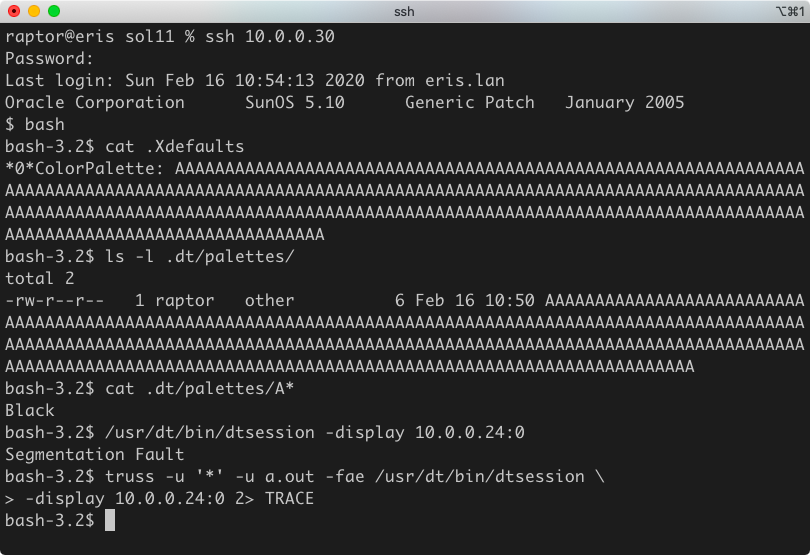 ssh
⌥⌘1
raptor@eris sol11 % ssh 10.0.0.30
Password:
Last login: Sun Feb 16 10:54:13 2020 from eris.lan
Oracle Corporation      SunOS 5.10      Generic Patch   January 2005
$ bash
bash-3.2$ cat .Xdefaults
*0*ColorPalette: AAAAAAAAAAAAAAAAAAAAAAAAAAAAAAAAAAAAAAAAAAAAAAAAAAAAAAAAAAAAAAA
AAAAAAAAAAAAAAAAAAAAAAAAAAAAAAAAAAAAAAAAAAAAAAAAAAAAAAAAAAAAAAAAAAAAAAAAAAAAAAAA
AAAAAAAAAAAAAAAAAAAAAAAAAAAAAAAAAAAAAAAAAAAAAAAAAAAAAAAAAAAAAAAAAAAAAAAAAAAAAAAA
AAAAAAAAAAAAAAAAAAAAAAAAAAAAAAAA
bash-3.2$ ls -l .dt/palettes/
total 2
-rw-r--r--   1 raptor   other          6 Feb 16 10:50 AAAAAAAAAAAAAAAAAAAAAAAAAA
AAAAAAAAAAAAAAAAAAAAAAAAAAAAAAAAAAAAAAAAAAAAAAAAAAAAAAAAAAAAAAAAAAAAAAAAAAAAAAAA
AAAAAAAAAAAAAAAAAAAAAAAAAAAAAAAAAAAAAAAAAAAAAAAAAAAAAAAAAAAAAAAAAAAAAAAAAAAAAAAA
AAAAAAAAAAAAAAAAAAAAAAAAAAAAAAAAAAAAAAAAAAAAAAAAAAAAAAAAAAAAAAAAAAAAA
bash-3.2$ cat .dt/palettes/A*
Black
bash-3.2$ /usr/dt/bin/dtsession -display 10.0.0.24:0
Segmentation Fault
bash-3.2$ truss -u '*' -u a.out -fae /usr/dt/bin/dtsession \
> -display 10.0.0.24:0 2> TRACE
bash-3.2$